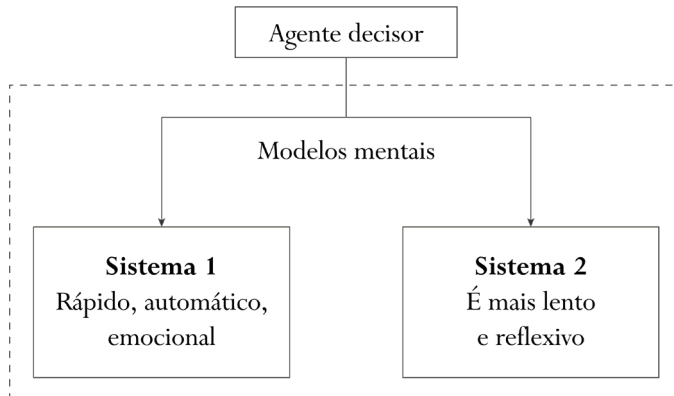 Agente decisor
Modelos mentais
Sistema 1
Rápido, automático,
emocional
Sistema 2
É mais lento
e reflexivo